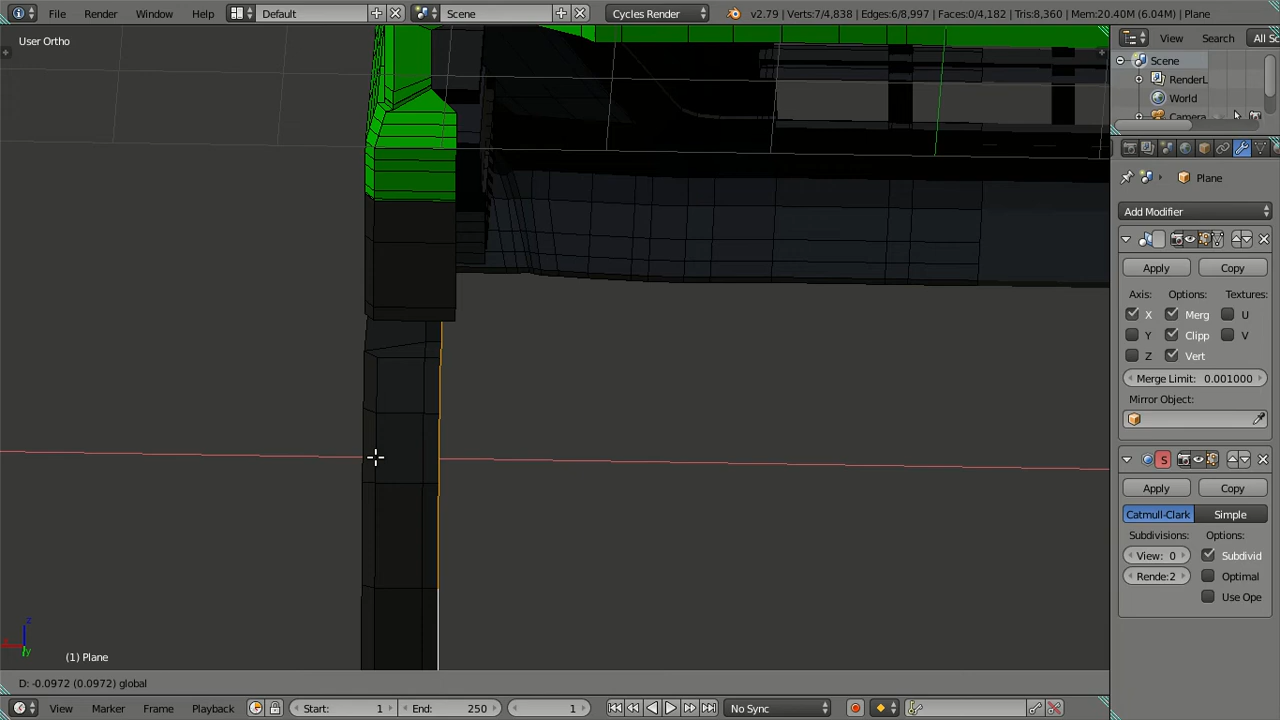 File Render Window Help Default Scene Cycles Render v2.79 | Verts:7/4,838 | Edges:6/8,997 | Faces:0/4,182 | Tris:8,360 | Mem:20.40M (6.04M) | Plane
User Ortho
View Search All Sc
Scene
RenderL
World
Camera
Plane
Add Modifier
Apply Copy
Axis: Options: Textures:
X Merg U
Y Clipp V
Z Vert
Merge Limit: 0.001000
Mirror Object:
S
Apply Copy
Catmull-Clark Simple
Subdivisions: Options:
View: 0 Subdivid
Rende:2 Optimal
Use Ope
z
x
y
(1) Plane
D: -0.0972 (0.0972) global
View Marker Frame Playback Start: 1 End: 250 1 No Sync